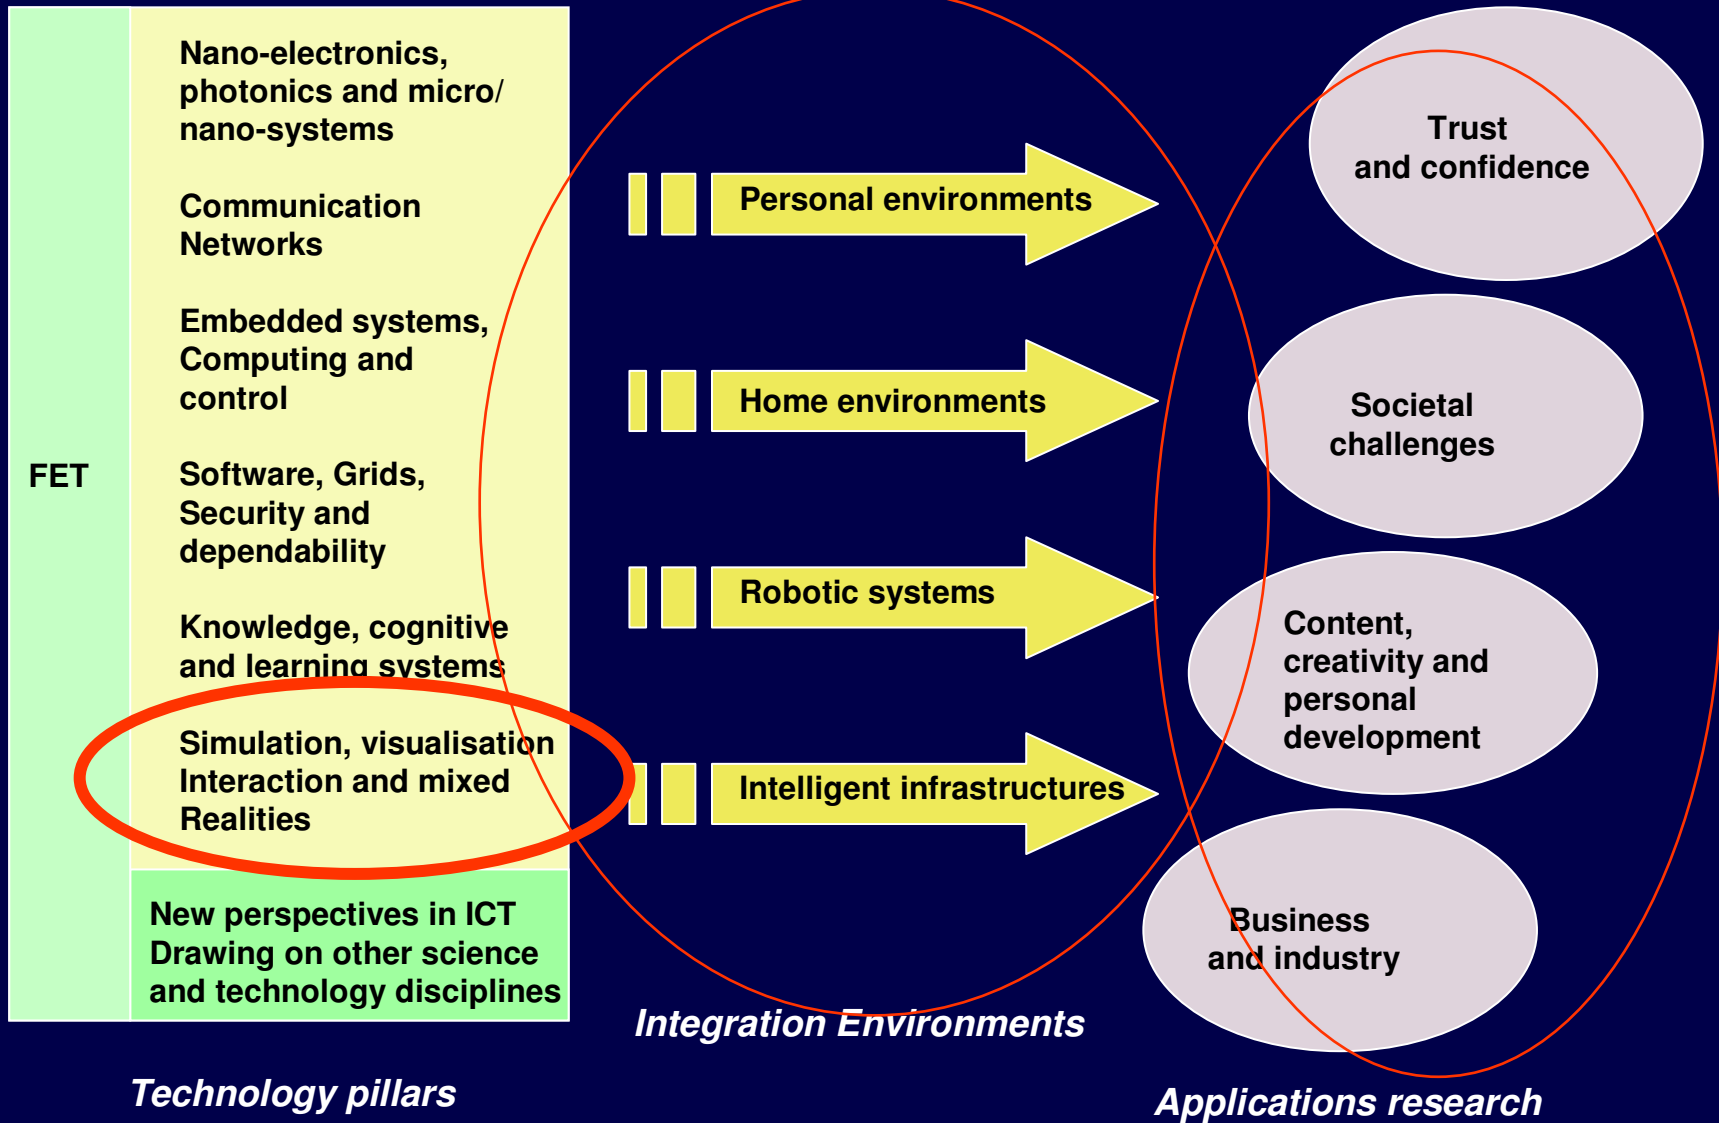 FET
Nano-electronics,
photonics and micro/
nano-systems
Communication
Networks
Embedded systems,
Computing and
control
Software, Grids,
Security and
dependability
Knowledge, cognitive
and learning systems
Simulation, visualisation
Interaction and mixed
Realities
New perspectives in ICT
Drawing on other science
and technology disciplines
Technology pillars
Personal environments
Home environments
Robotic systems
Intelligent infrastructures
Integration Environments
Trust
and confidence
Societal
challenges
Content,
creativity and
personal
development
Business
and industry
Applications research